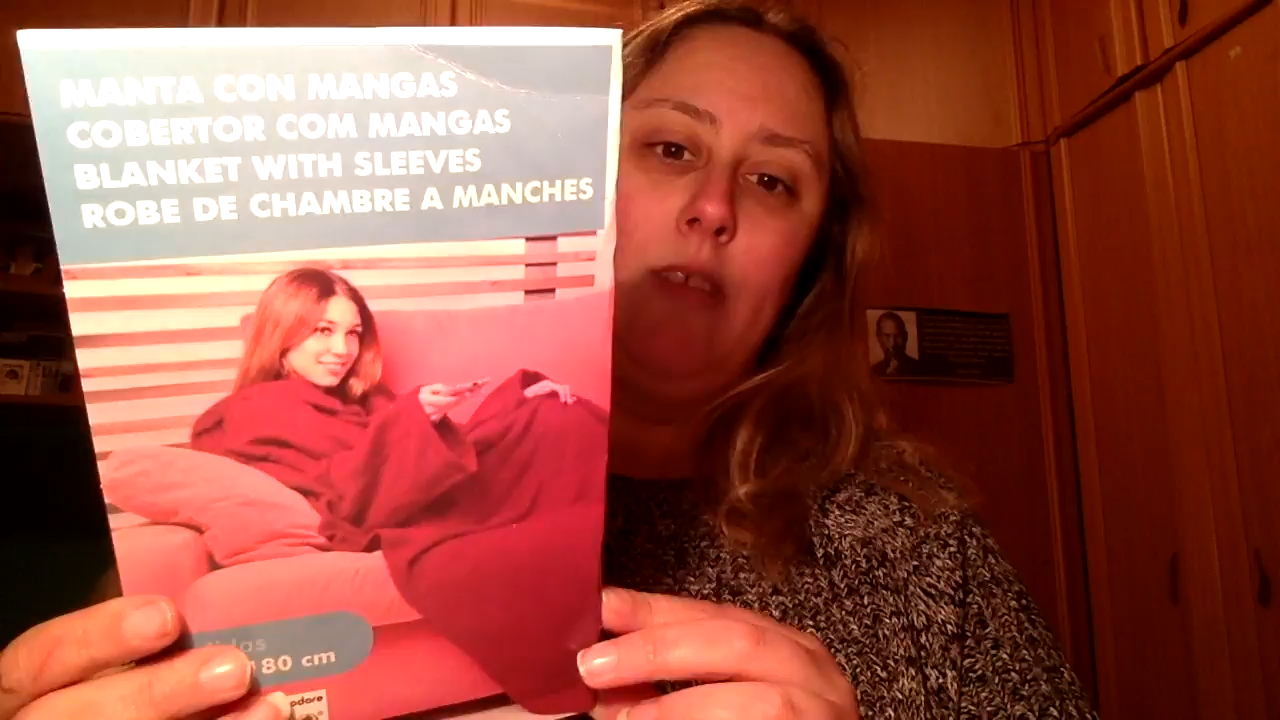 MANTA CON MANGAS
COBERTOR COM MANGAS
BLANKET WITH SLEEVES
ROBE DE CHAMBRE A MANCHES
80 cm